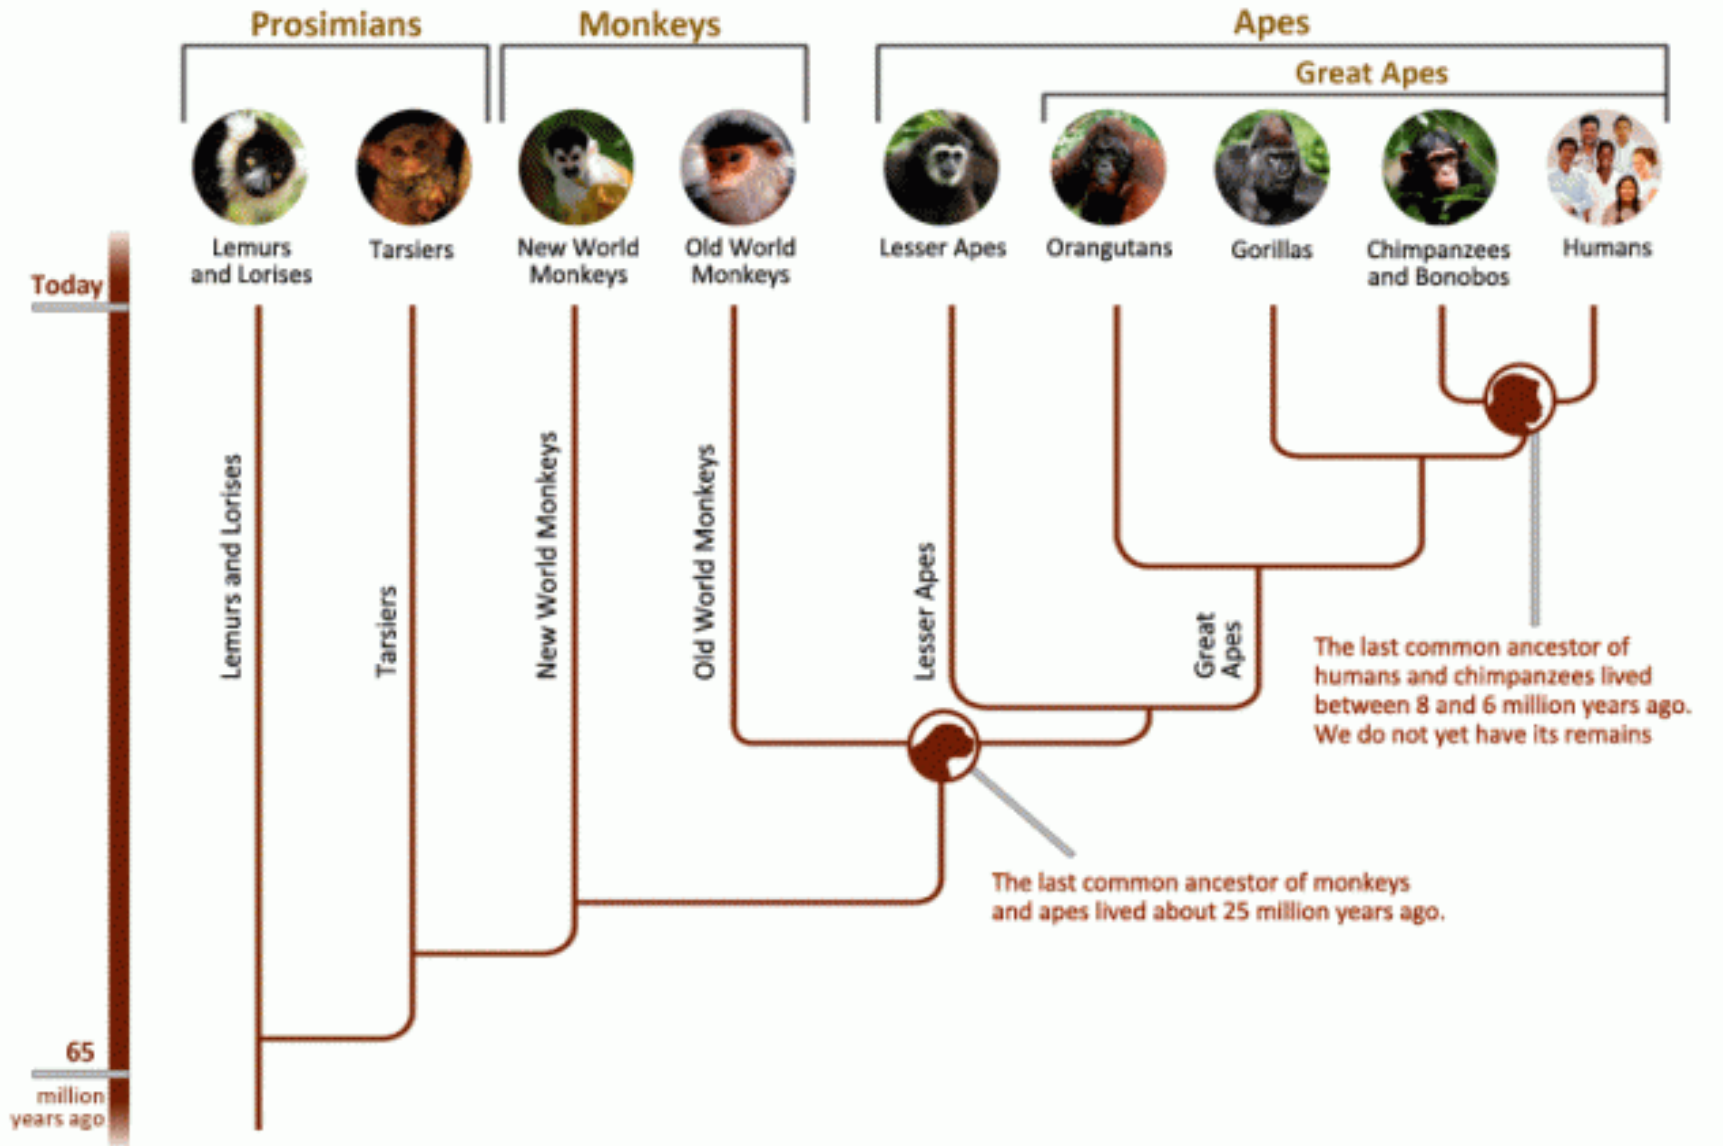 Prosimians
Monkeys
Apes
Great Apes
Lemurs
and Lorises
Tarsiers
New World
Monkeys
Old World
Monkeys
Lesser Apes
Orangutans
Gorillas
Chimpanzees
and Bonobos
Humans
Today
Lemurs and Lorises
Tarsiers
New World Monkeys
Old World Monkeys
Lesser Apes
Great
Apes
The last common ancestor of
humans and chimpanzees lived
between 8 and 6 million years ago.
We do not yet have its remains
The last common ancestor of monkeys
and apes lived about 25 million years ago.
65
million
years ago